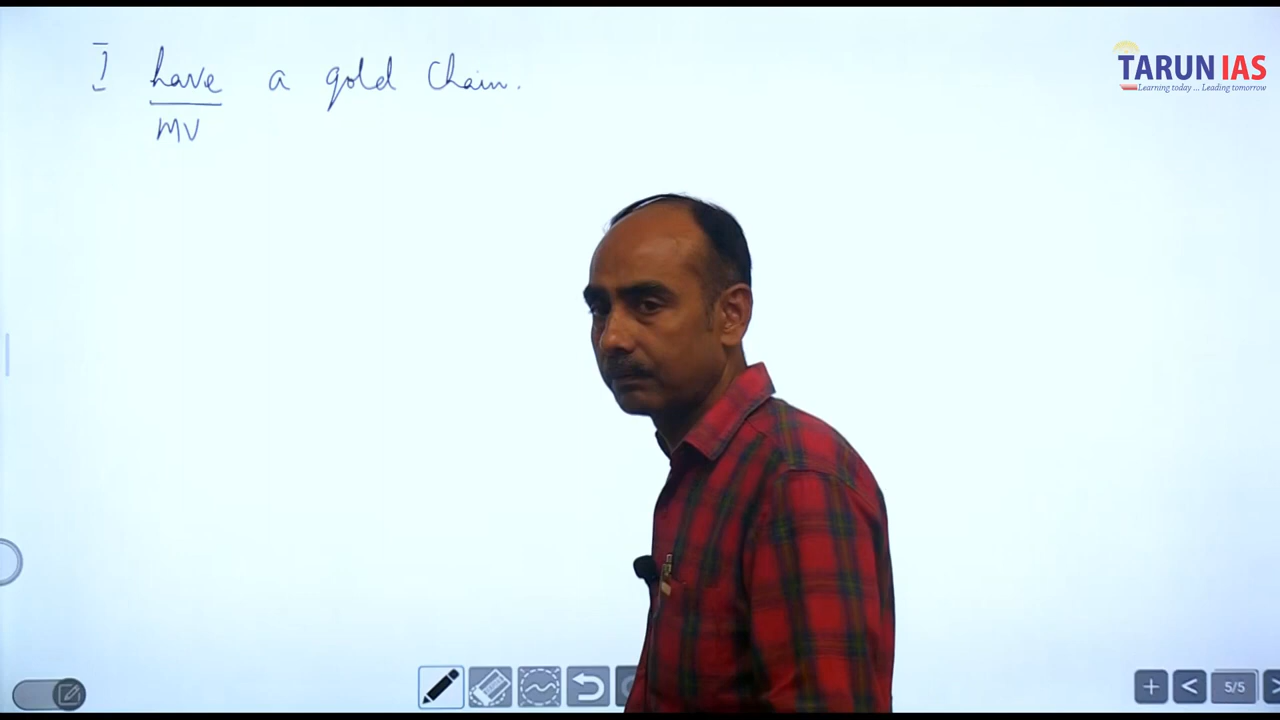 I have a gold chain.
MV
TARUN IAS
Learning today ... Leading tomorrow
5/5